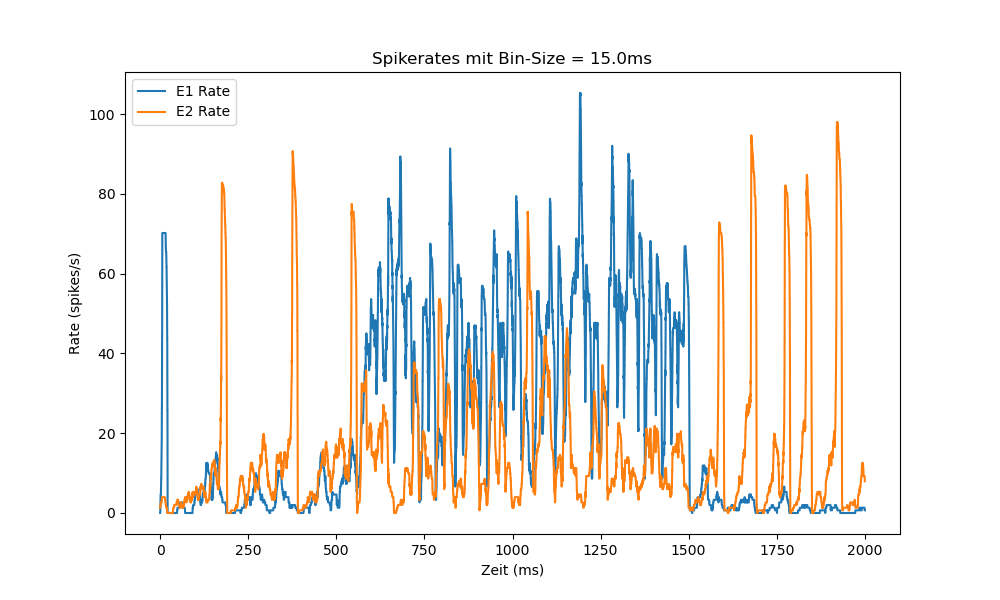 Spikerates mit Bin-Size = 15.0ms
E1 Rate
E2 Rate
100
80
60
40
20
0
Rate (spikes/s)
0 250 500 750 1000 1250 1500 1750 2000
Zeit (ms)